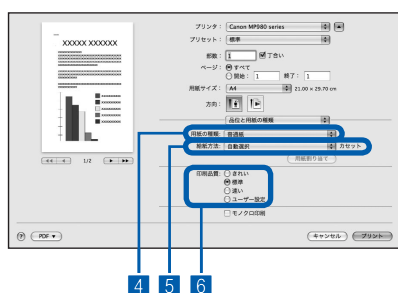 XXXXX XXXXXX
1/2
プリンタ： Canon MP980 series
プリセット： 標準
部数： 1 丁合い
ページ： すべて
開始： 1 終了： 1
用紙サイズ： A4 21.00 x 29.70 cm
方向：
品位と用紙の種類
用紙の種類： 普通紙
給紙方法： 自動選択 カセット
用紙割り当て
印刷品質： きれい
標準
速い
ユーザー設定
モノクロ印刷
? PDF キャンセル プリント
4 5 6